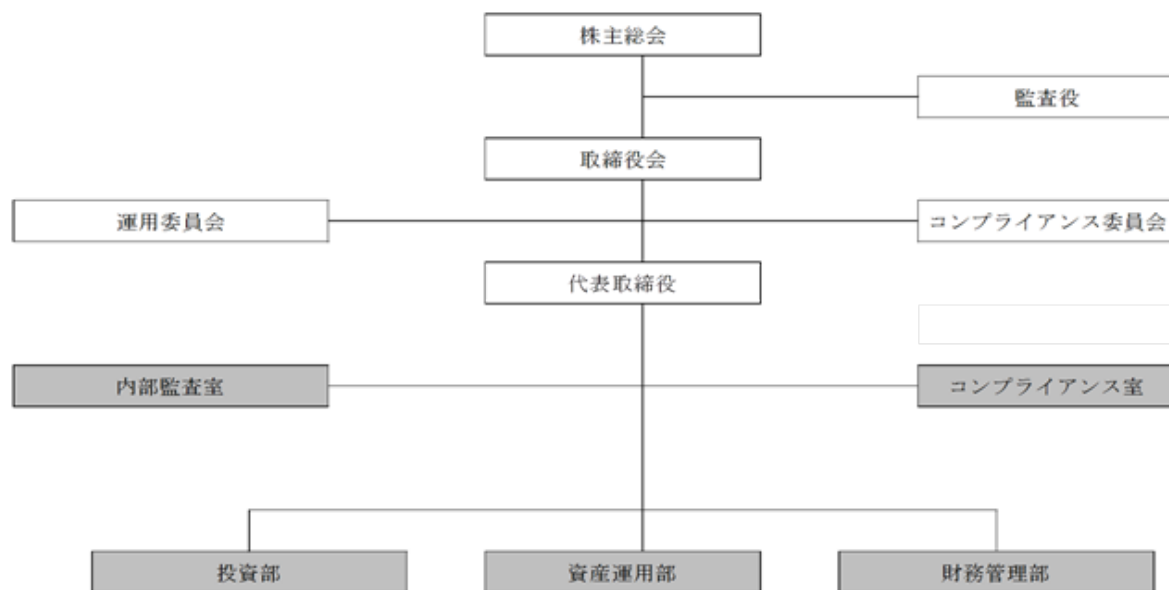 株主総会
監査役
取締役会
運用委員会
コンプライアンス委員会
代表取締役
内部監査室
コンプライアンス室
投資部
資産運用部
財務管理部